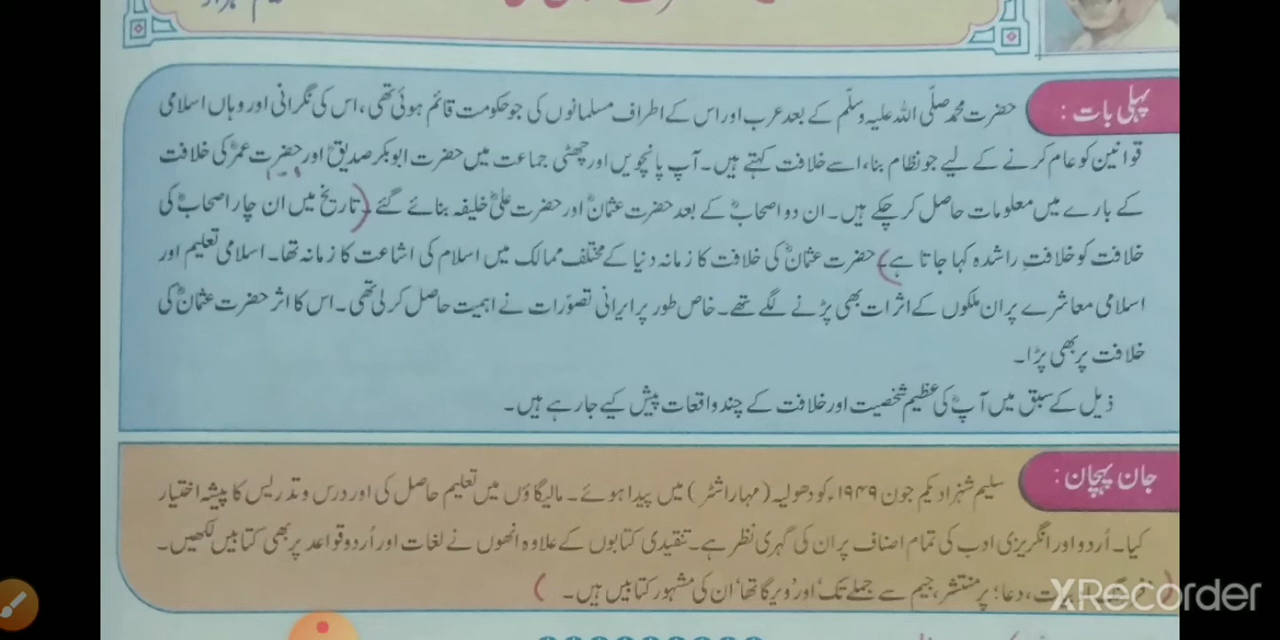 پہلی بات :
حضرت محمد صلّی اللہ علیہ وسلّم کے بعد عرب اور اس کے اطراف مسلمانوں کی جو حکومت قائم ہوئی تھی، اس کی نگرانی اور وہاں اسلامی
قوانین کو عام کرنے کے لیے جو نظام بنا، اسے خلافت کہتے ہیں۔ آپ پانچویں اور چھٹی جماعت میں حضرت ابوبکر صدیقؓ اور حضرت عمرؓ کی خلافت
کے بارے میں معلومات حاصل کر چکے ہیں۔ ان دو اصحابؓ کے بعد حضرت عثمانؓ اور حضرت علیؓ خلیفہ بنائے گئے۔ تاریخ میں ان چار اصحابؓ کی
خلافت کو خلافتِ راشدہ کہا جاتا ہے۔ حضرت عثمانؓ کی خلافت کا زمانہ دنیا کے مختلف ممالک میں اسلام کی اشاعت کا زمانہ تھا۔ اسلامی تعلیم اور
اسلامی معاشرے پر ان ملکوں کے اثرات بھی پڑنے لگے تھے۔ خاص طور پر ایرانی تصوّرات نے اہمیت حاصل کرلی تھی۔ اس کا اثر حضرت عثمانؓ کی
خلافت پر بھی پڑا۔
ذیل کے سبق میں آپؓ کی عظیم شخصیت اور خلافت کے چند واقعات پیش کیے جا رہے ہیں۔
جان پہچان :
سلیم شہزاد یکم جون ۱۹۴۹ء کو دھولیہ (مہاراشٹر) میں پیدا ہوئے۔ مالیگاؤں میں تعلیم حاصل کی اور درس و تدریس کا پیشہ اختیار
کیا۔ اُردو اور انگریزی ادب کی تمام اصناف پر ان کی گہری نظر ہے۔ تنقیدی کتابوں کے علاوہ انھوں نے لغات اور اُردو قواعد پر بھی کتابیں لکھیں۔
دعا: پر منتشر، جیم سے جملے تک' اور 'ویرگاتھا' ان کی مشہور کتابیں ہیں۔
XRecorder